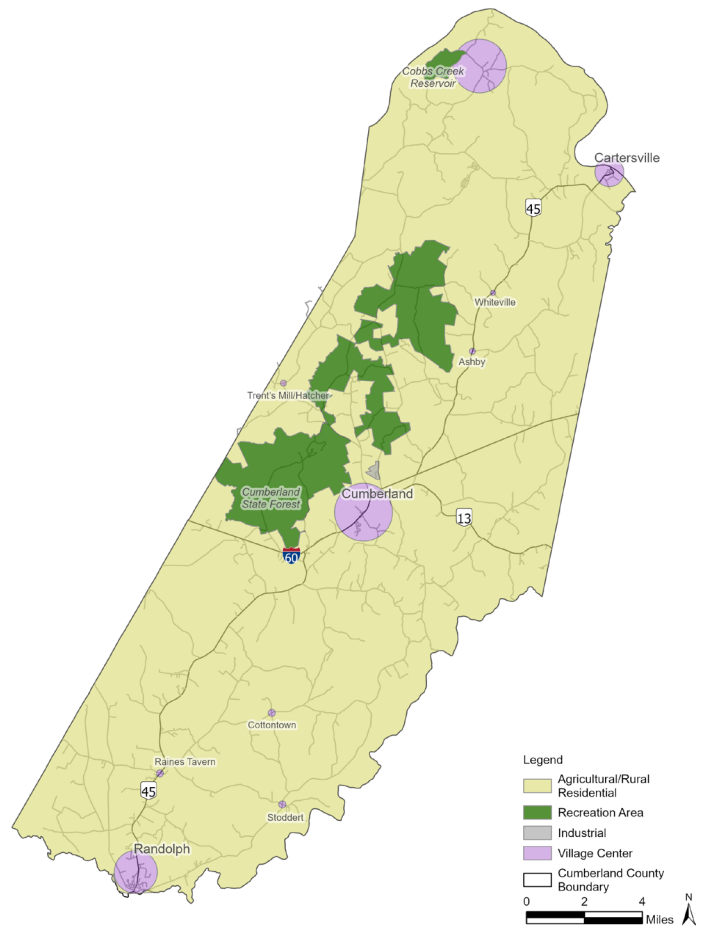 Cobbs Creek
Reservoir
Cartersville
45
Whiteville
Ashby
Trent's Mill/Hatcher
Cumberland
State Forest
Cumberland
13
60
Cottontown
Raines Tavern
45
Stoddert
Randolph
Legend
Agricultural/Rural
Residential
Recreation Area
Industrial
Village Center
Cumberland County
Boundary
0 2 4
Miles
N